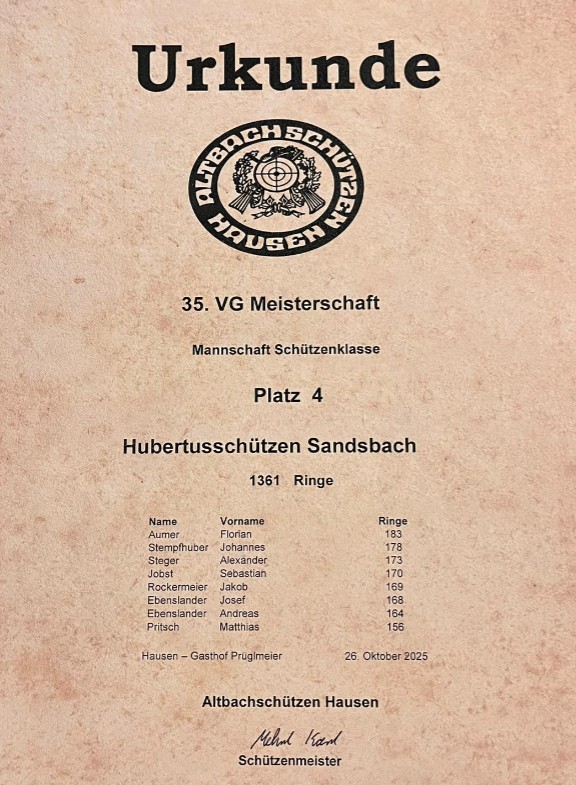 Urkunde
ALTBACHSCHÜTZEN
HAUSEN
35. VG Meisterschaft
Mannschaft Schützenklasse
Platz 4
Hubertusschützen Sandsbach
1361 Ringe
Name Vorname Ringe
Aumer Florian 183
Stempfhuber Johannes 178
Steger Alexander 173
Jobst Sebastian 170
Rockermeier Jakob 169
Ebenslander Josef 168
Ebenslander Andreas 164
Pritsch Matthias 156
Hausen – Gasthof Prüglmeier 26. Oktober 2025
Altbachschützen Hausen
Schützenmeister